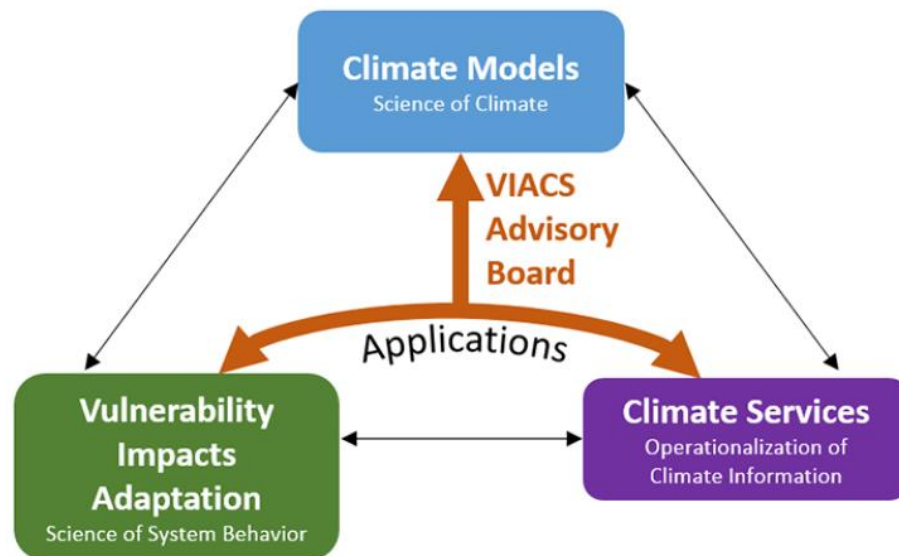 Climate Models
Science of Climate
VIACS
Advisory
Board
Applications
Vulnerability
Impacts
Adaptation
Science of System Behavior
Climate Services
Operationalization of
Climate Information